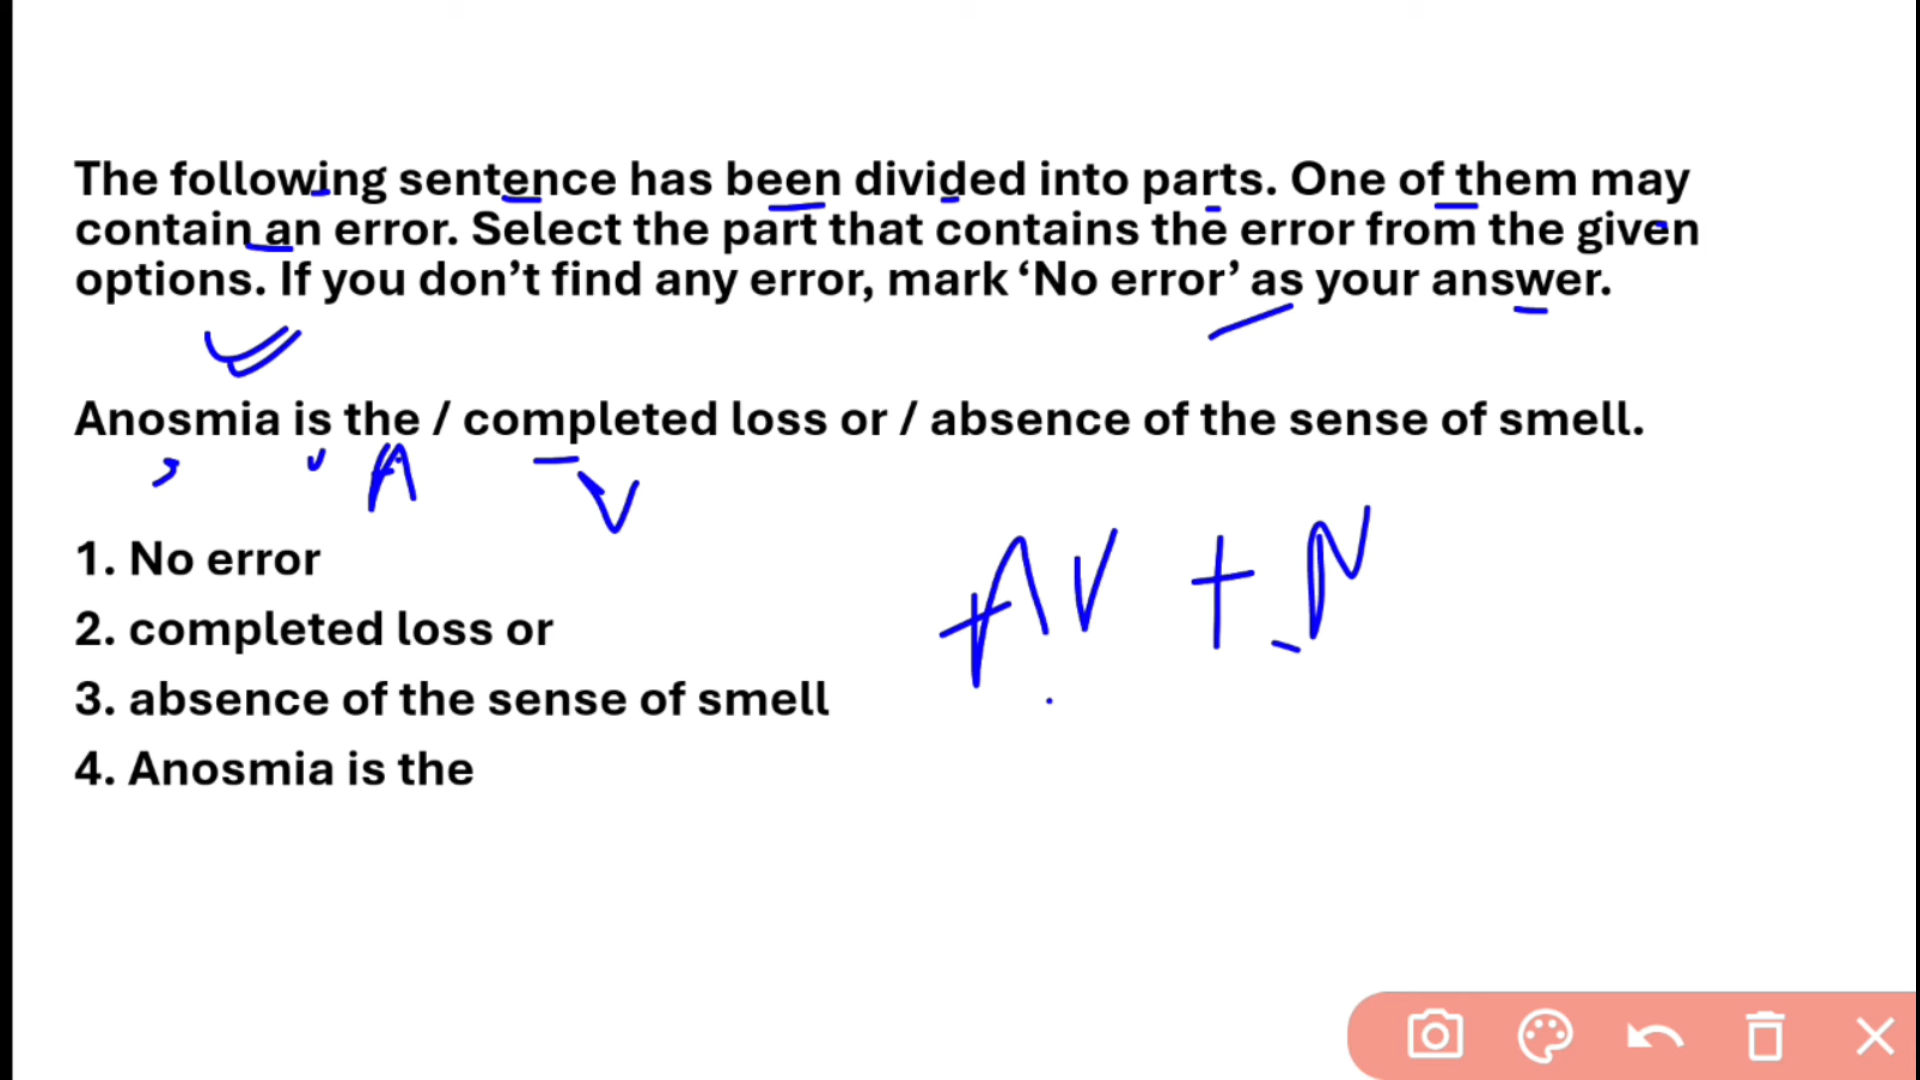 The following sentence has been divided into parts. One of them may
contain an error. Select the part that contains the error from the given
options. If you don’t find any error, mark ‘No error’ as your answer.
Anosmia is the / completed loss or / absence of the sense of smell.
A
V
1. No error
2. completed loss or
3. absence of the sense of smell
4. Anosmia is the
AV + N